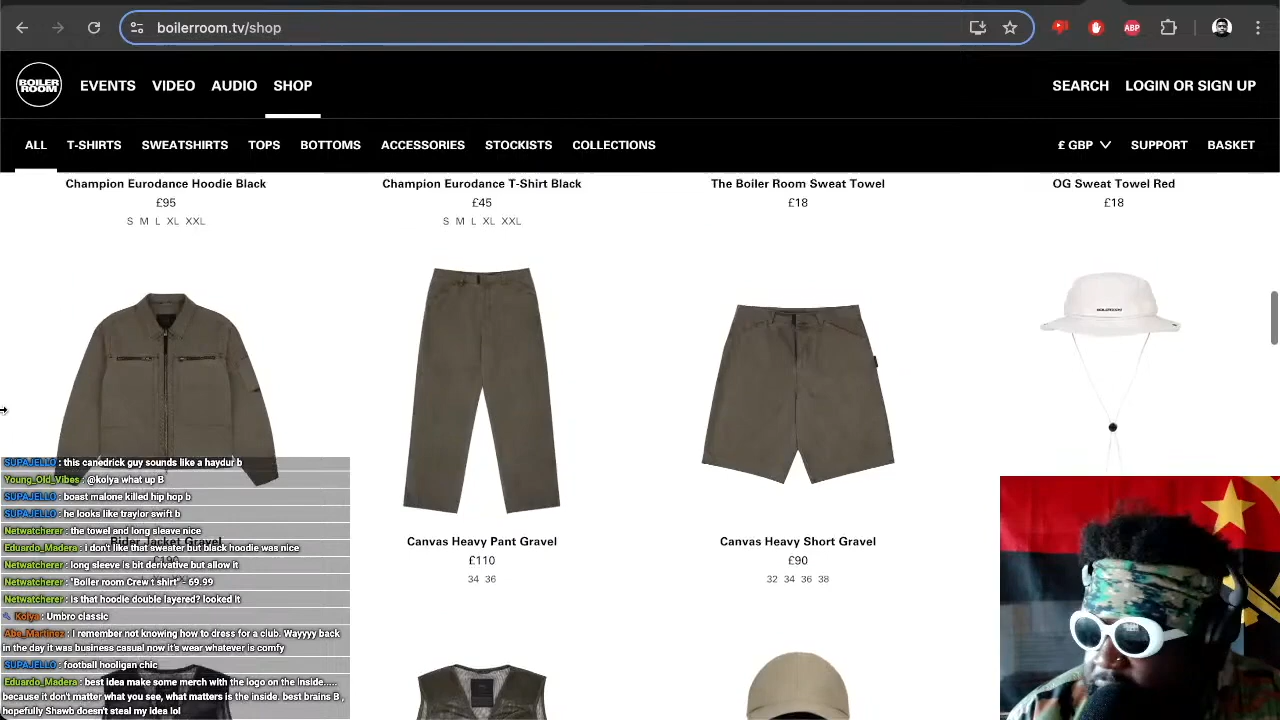 boilerroom.tv/shop
ABP
BOILER
ROOM
EVENTS VIDEO AUDIO SHOP
SEARCH LOGIN OR SIGN UP
ALL T-SHIRTS SWEATSHIRTS TOPS BOTTOMS ACCESSORIES STOCKISTS COLLECTIONS
£ GBP SUPPORT BASKET
Champion Eurodance Hoodie Black
£95
S M L XL XXL
Champion Eurodance T-Shirt Black
£45
S M L XL XXL
The Boiler Room Sweat Towel
£18
OG Sweat Towel Red
£18
Rider Jacket Gravel
Canvas Heavy Pant Gravel
£110
34 36
Canvas Heavy Short Gravel
£90
32 34 36 38
SUPAJELLO : this canedrick guy sounds like a haydur b
Young_Old_Vibes : @kolya what up B
SUPAJELLO : boast malone killed hip hop b
SUPAJELLO : he looks like traylor swift b
Netwatcherer : the towel and long sleave nice
Eduardo_Madera : i don't like that sweater but black hoodie was nice
Netwatcherer : long sleeve is bit derivative but allow it
Netwatcherer : "Boiler room Crew t shirt" - 69.99
Netwatcherer : Is that hoodie double layered? looked it
Kolya : Umbro classic
Abe_Martinez : I remember not knowing how to dress for a club. Wayyyy back
in the day it was business casual now it's wear whatever is comfy
SUPAJELLO : football hooligan chic
Eduardo_Madera : best idea make some merch with the logo on the inside.....
because it don't matter what you see, what matters is the inside. best brains B ,
hopefully Shawb doesn't steal my idea lol